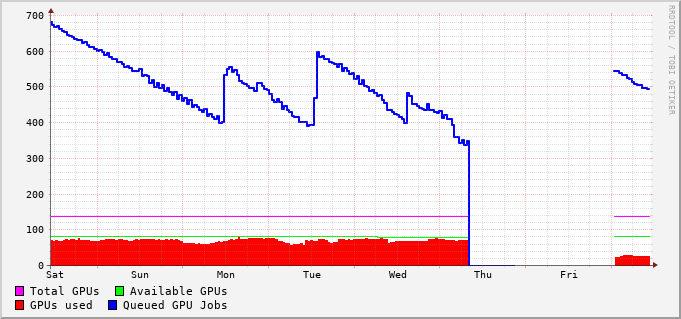 RRDTOOL / TOBI OETIKER
700
600
500
400
300
200
100
0
Sat Sun Mon Tue Wed Thu Fri
Total GPUs Available GPUs
GPUs used Queued GPU Jobs